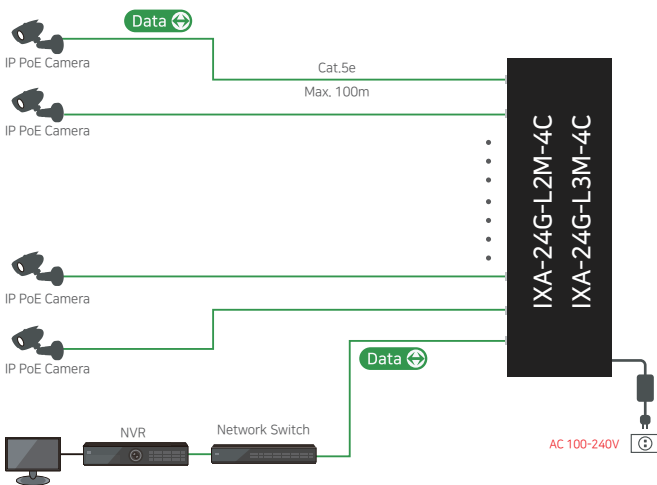 Data
IP PoE Camera
Cat.5e
Max. 100m
IP PoE Camera
IXA-24G-L2M-4C
IXA-24G-L3M-4C
IP PoE Camera
IP PoE Camera
Data
NVR
Network Switch
AC 100-240V